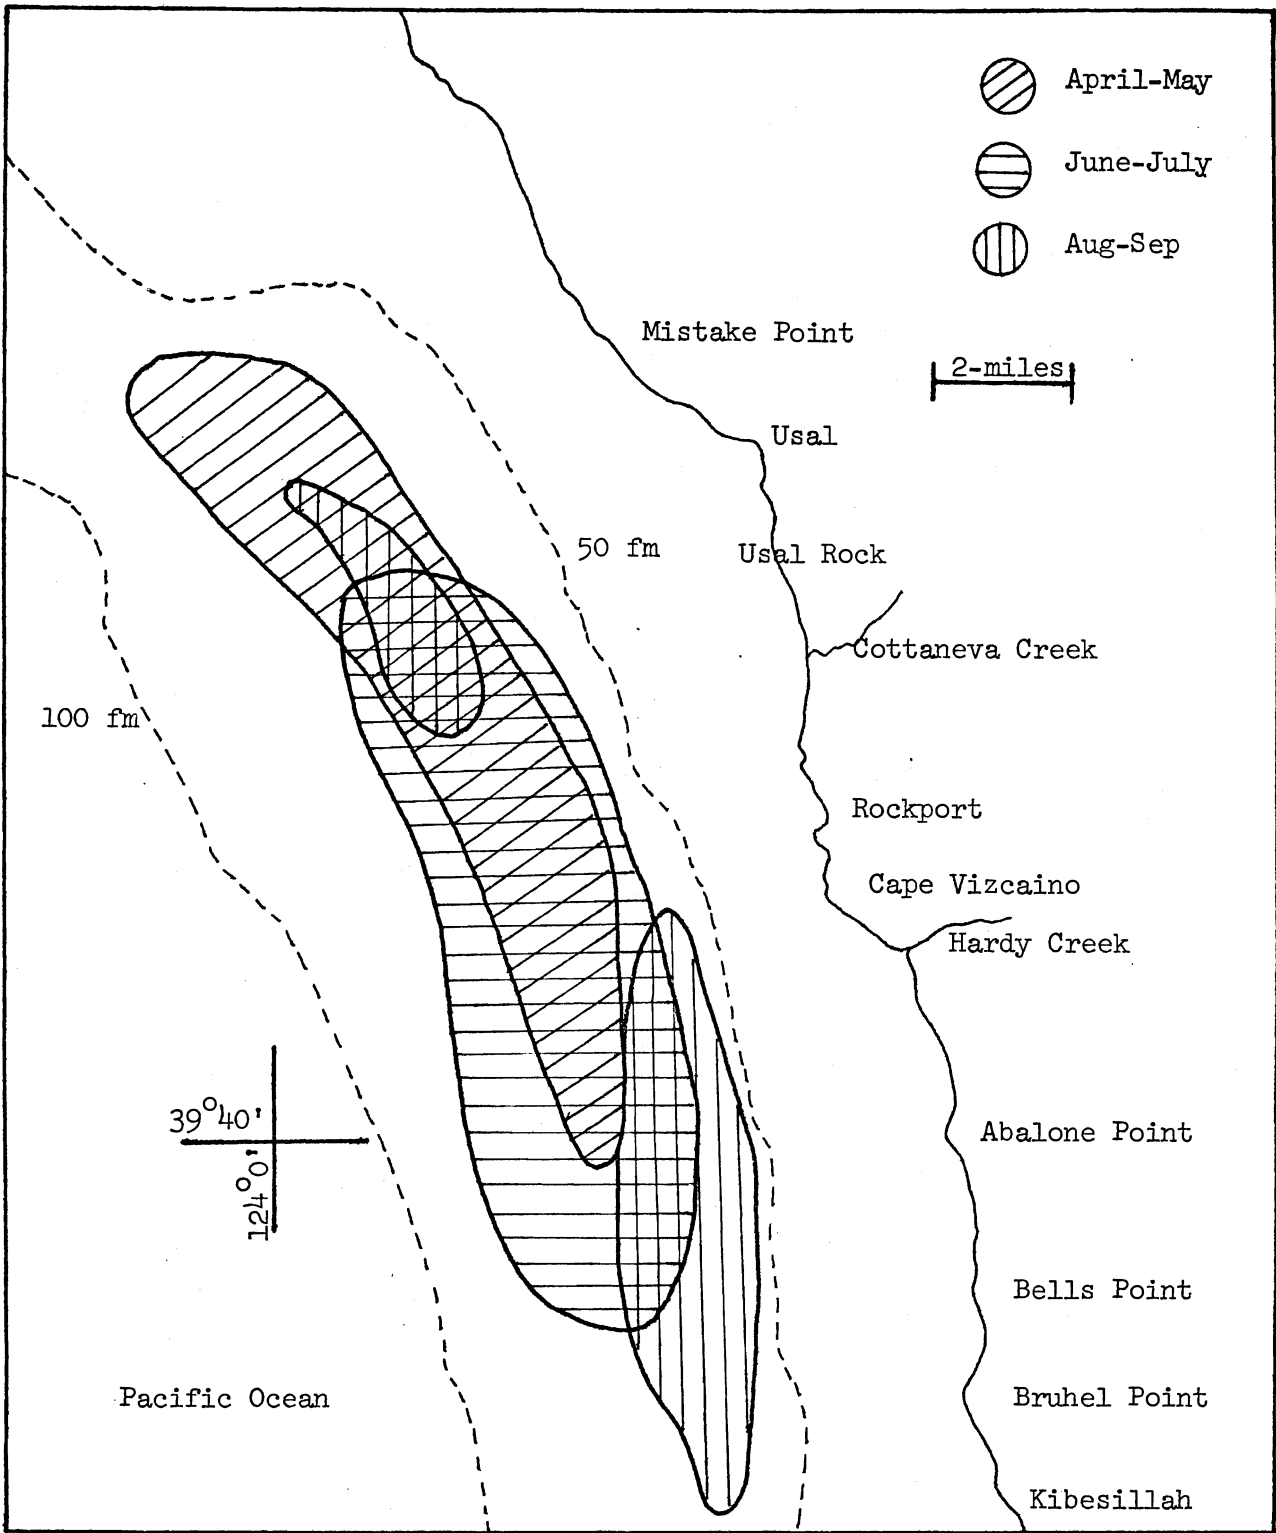 April-May
June-July
Aug-Sep
Mistake Point
2-miles
Usal
50 fm
Usal Rock
Cottaneva Creek
100 fm
Rockport
Cape Vizcaino
Hardy Creek
39°40'
124°0'
Abalone Point
Bells Point
Pacific Ocean
Bruhel Point
Kibesillah